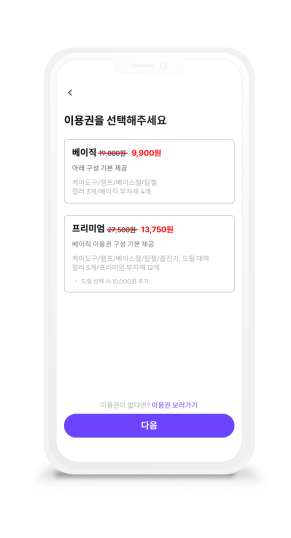 이용권을 선택해주세요
베이직 19,800원 9,900원
아래 구성 기본 제공
케어도구/램프/베이스젤/탑젤
컬러 3개/베이직 부자재 4개
프리미엄 27,500원 13,750원
베이직 이용권 구성 기본 제공
케어도구/램프/베이스젤/탑젤/흡진기, 드릴 대여
컬러 5개/프리미엄 부자재 12개
・ 드릴 선택 시 10,000원 추가
이용권이 없다면? 이용권 보러가기
다음